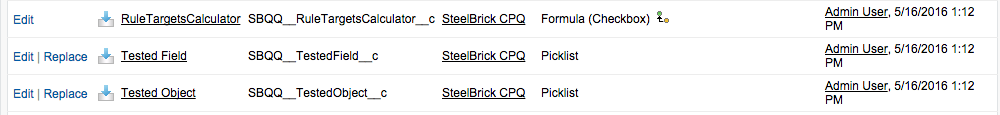 Edit RuleTargetsCalculator SBQQ__RuleTargetsCalculator__c SteelBrick CPQ Formula (Checkbox) Admin User, 5/16/2016 1:12 PM
Edit | Replace Tested Field SBQQ__TestedField__c SteelBrick CPQ Picklist Admin User, 5/16/2016 1:12 PM
Edit | Replace Tested Object SBQQ__TestedObject__c SteelBrick CPQ Picklist Admin User, 5/16/2016 1:12 PM